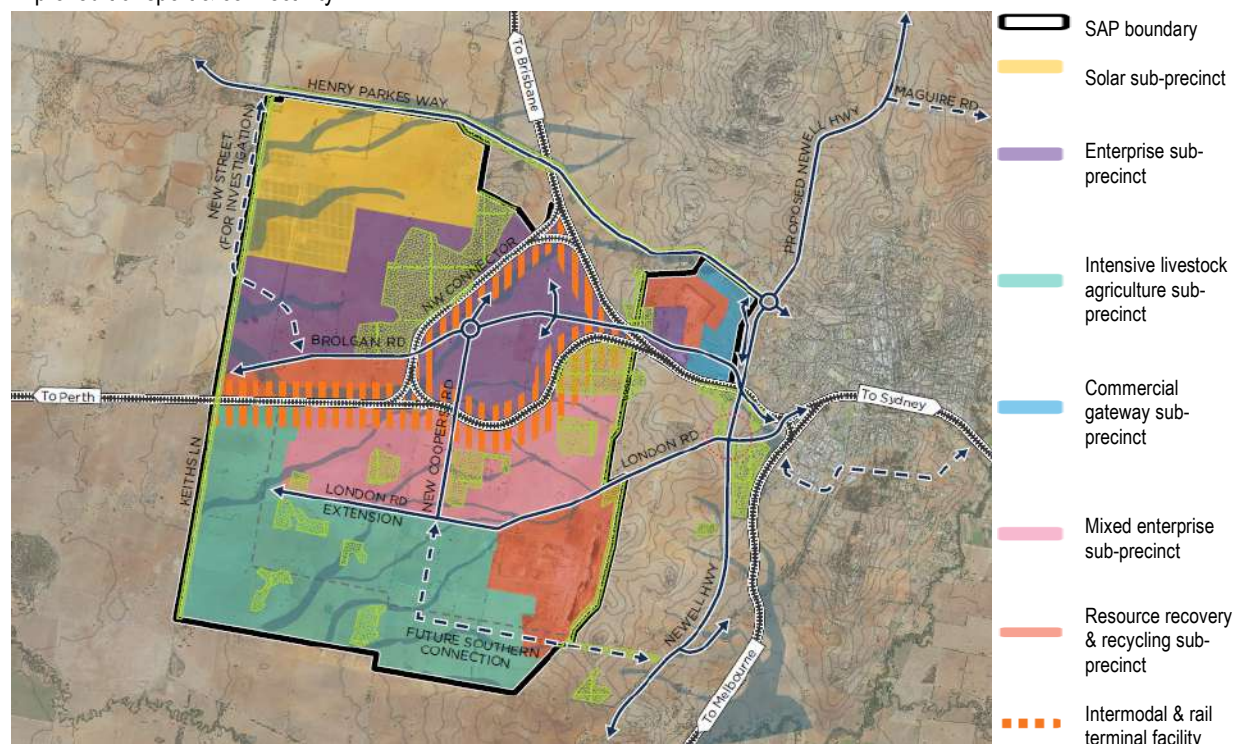 To Brisbane
HENRY PARKES WAY
MAGUIRE RD
PROPOSED NEWELL HWY
NEW STREET
(FOR INVESTIGATION)
NW CONNECTOR
BROLGAN RD
To Perth
To Sydney
NEW COOPERS RD
LONDON RD
KEITHS LN
LONDON RD
EXTENSION
NEWELL HWY
FUTURE SOUTHERN
CONNECTION
To Melbourne
SAP boundary
Solar sub-precinct
Enterprise sub-
precinct
Intensive livestock
agriculture sub-
precinct
Commercial
gateway sub-
precinct
Mixed enterprise
sub-precinct
Resource recovery
& recycling sub-
precinct
Intermodal & rail
terminal facility